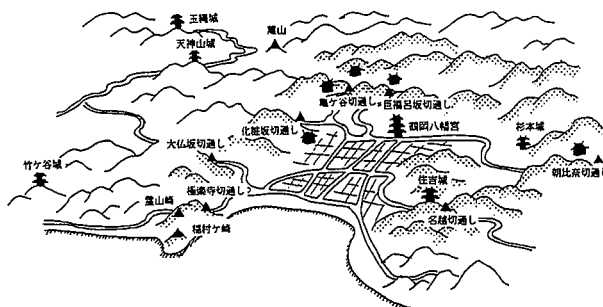 玉縄城
天神山城
亀ケ谷切通し
巨福呂坂切通し
化粧坂切通し
鶴岡八幡宮
杉本城
大仏坂切通し
朝比奈切通し
竹ケ谷城
極楽寺切通し
住吉城
霊山崎
名越切通し
稲村ケ崎